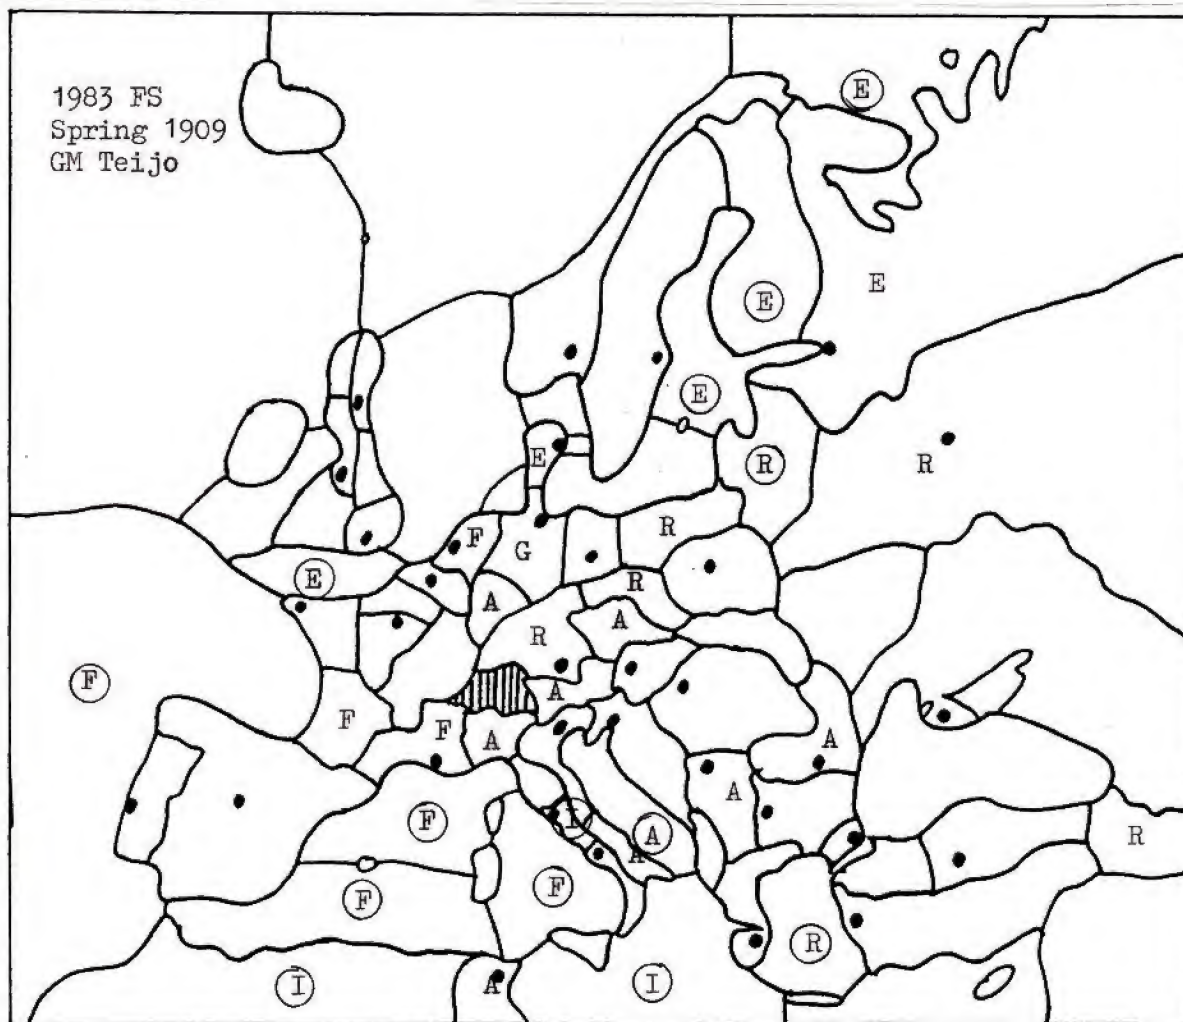 1983 FS
Spring 1909
GM Teijo
E
E
E
E
E R R
F G R
E A R
R A
F A
F F A A
A
F I A R
A
F F
R
I A I